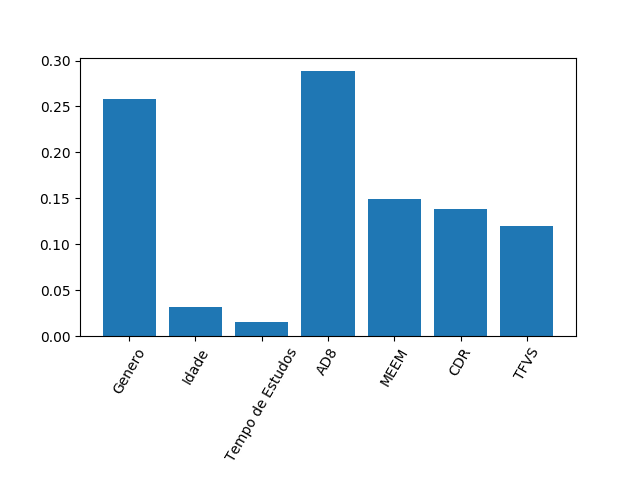 0.30
0.25
0.20
0.15
0.10
0.05
0.00
Genero
Idade
Tempo de Estudos
AD8
MEEM
CDR
TFVS